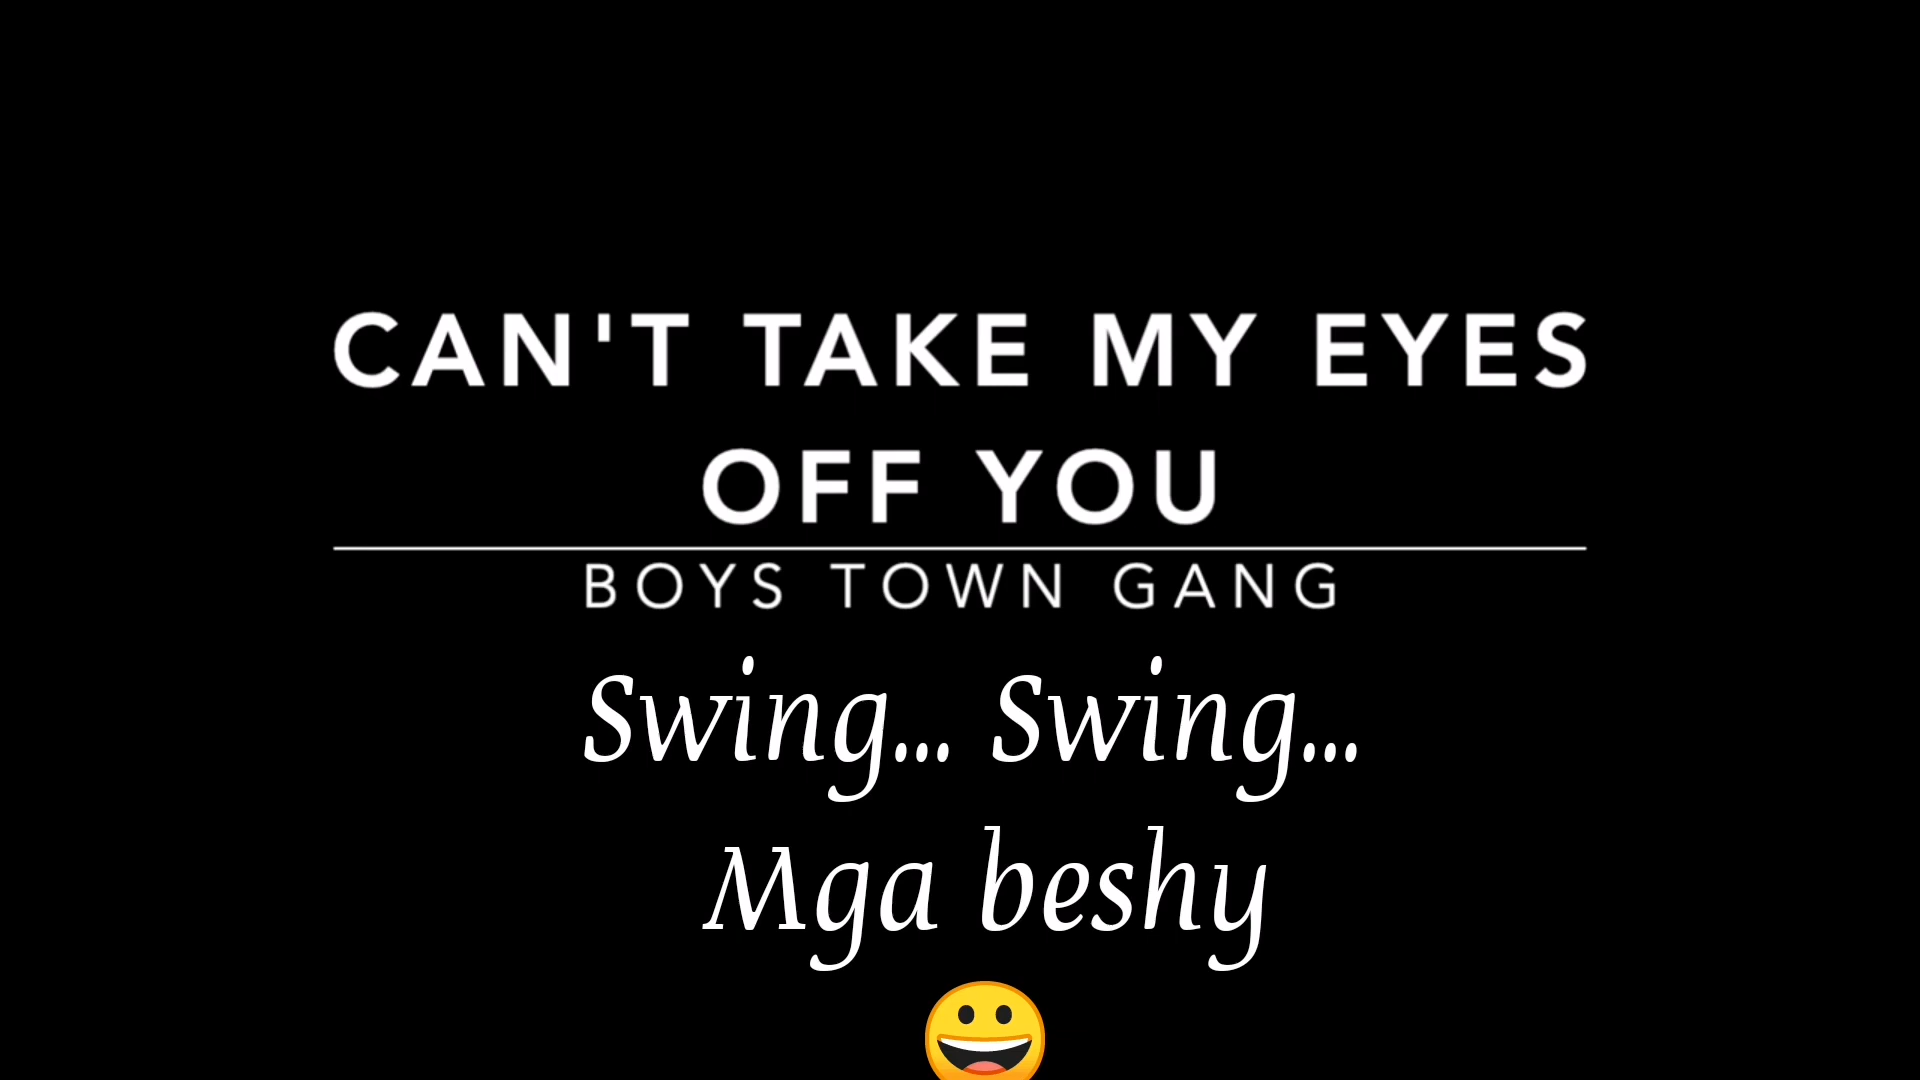 CAN'T TAKE MY EYES
OFF YOU
BOYS TOWN GANG
Swing... Swing...
Mga beshy
😀